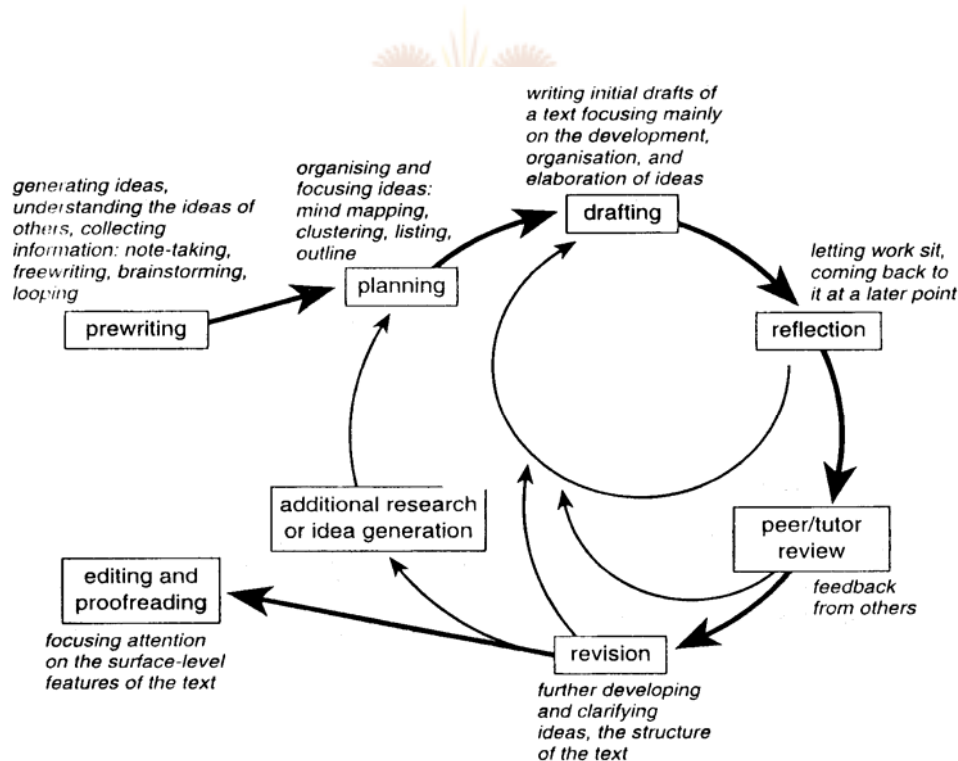 generating ideas,
understanding the ideas of
others, collecting
information: note-taking,
freewriting, brainstorming,
looping
prewriting
organising and
focusing ideas:
mind mapping,
clustering, listing,
outline
planning
writing initial drafts of
a text focusing mainly
on the development,
organisation, and
elaboration of ideas
drafting
letting work sit,
coming back to
it at a later point
reflection
peer/tutor
review
feedback
from others
revision
further developing
and clarifying
ideas, the structure
of the text
additional research
or idea generation
editing and
proofreading
focusing attention
on the surface-level
features of the text